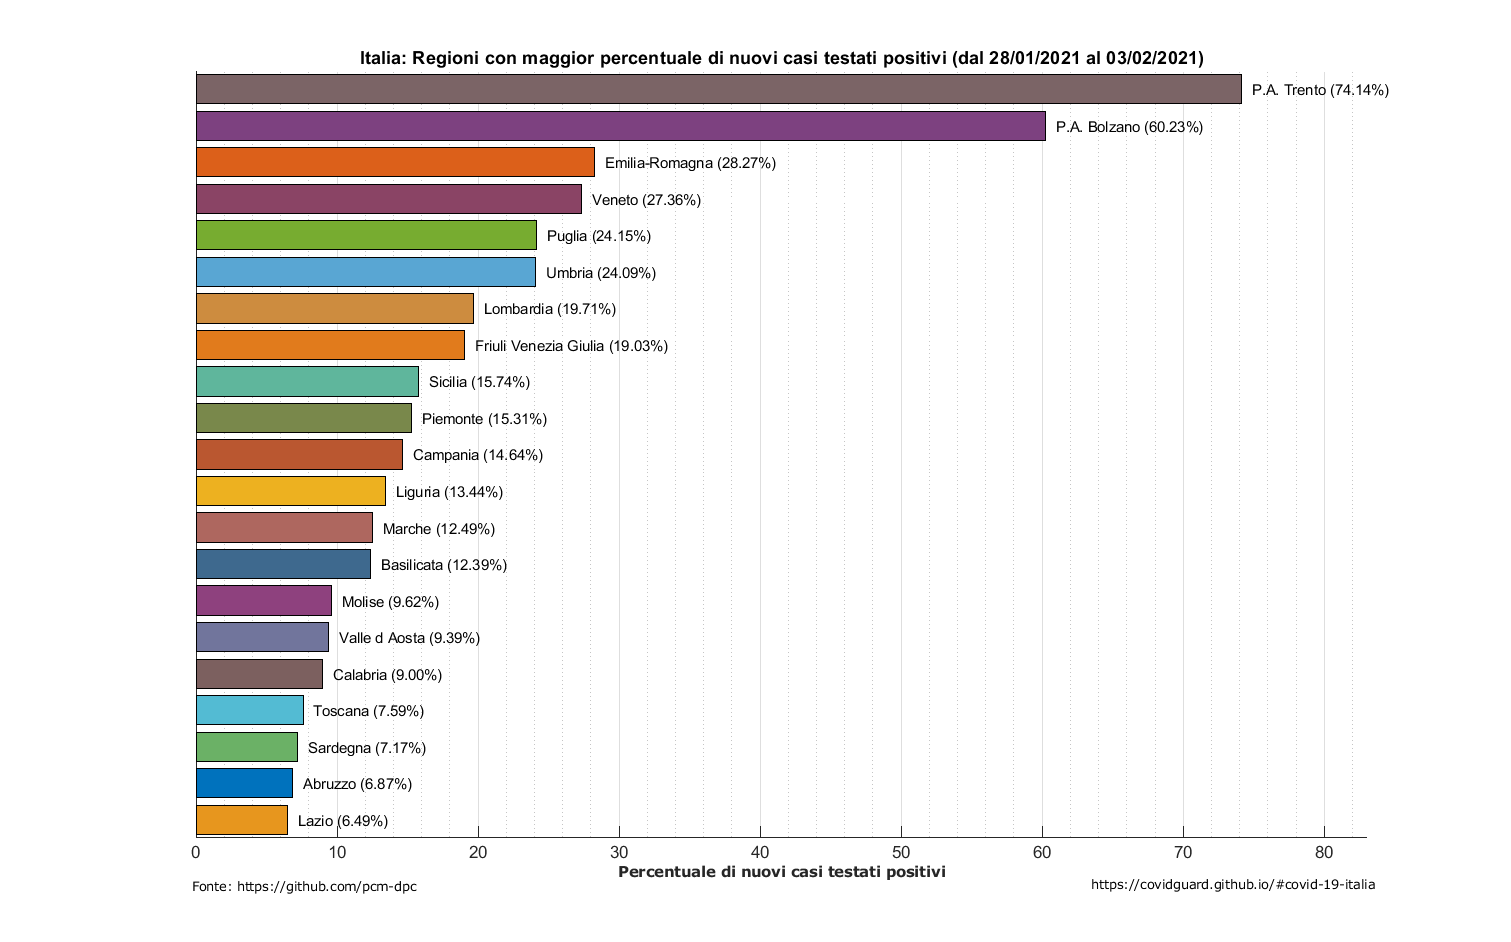 Italia: Regioni con maggior percentuale di nuovi casi testati positivi (dal 28/01/2021 al 03/02/2021)
P.A. Trento (74.14%)
P.A. Bolzano (60.23%)
Emilia-Romagna (28.27%)
Veneto (27.36%)
Puglia (24.15%)
Umbria (24.09%)
Lombardia (19.71%)
Friuli Venezia Giulia (19.03%)
Sicilia (15.74%)
Piemonte (15.31%)
Campania (14.64%)
Liguria (13.44%)
Marche (12.49%)
Basilicata (12.39%)
Molise (9.62%)
Valle d Aosta (9.39%)
Calabria (9.00%)
Toscana (7.59%)
Sardegna (7.17%)
Abruzzo (6.87%)
Lazio (6.49%)
0 10 20 30 40 50 60 70 80
Percentuale di nuovi casi testati positivi
Fonte: https://github.com/pcm-dpc
https://covidguard.github.io/#covid-19-italia